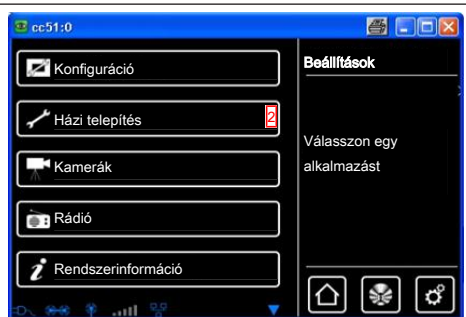 cc51:0
Konfiguráció
Házi telepítés
2
Kamerák
Rádió
Rendszerinformáció
Beállítások
Válasszon egy
alkalmazást